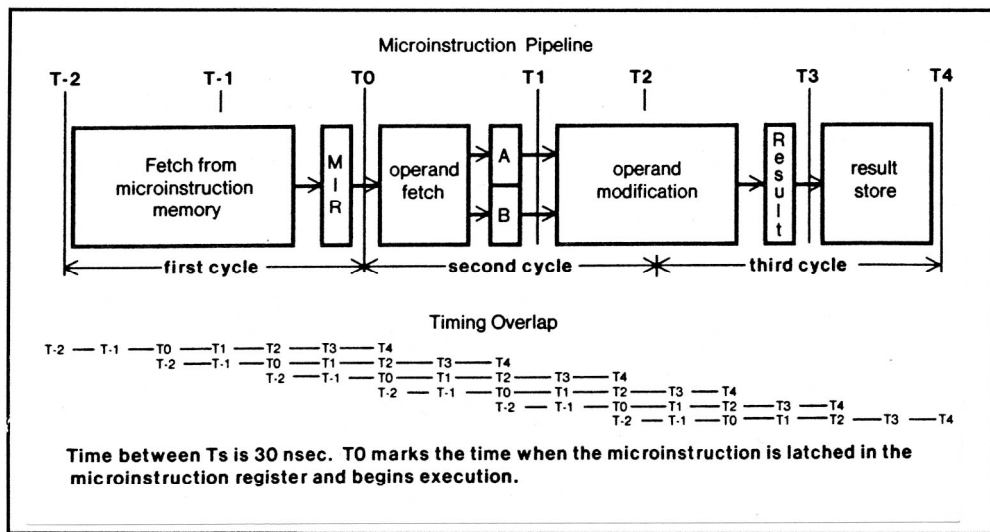 Microinstruction Pipeline
T-2 T-1 T0 T1 T2 T3 T4
Fetch from
microinstruction
memory
M
I
R
operand
fetch
A
B
operand
modification
R
e
s
u
l
t
result
store
first cycle second cycle third cycle
Timing Overlap
T-2 — T-1 — T0 — T1 — T2 — T3 — T4
T-2 — T-1 — T0 — T1 — T2 — T3 — T4
T-2 — T-1 — T0 — T1 — T2 — T3 — T4
T-2 — T-1 — T0 — T1 — T2 — T3 — T4
T-2 — T-1 — T0 — T1 — T2 — T3 — T4
T-2 — T-1 — T0 — T1 — T2 — T3 — T4
Time between Ts is 30 nsec. T0 marks the time when the microinstruction is latched in the
microinstruction register and begins execution.